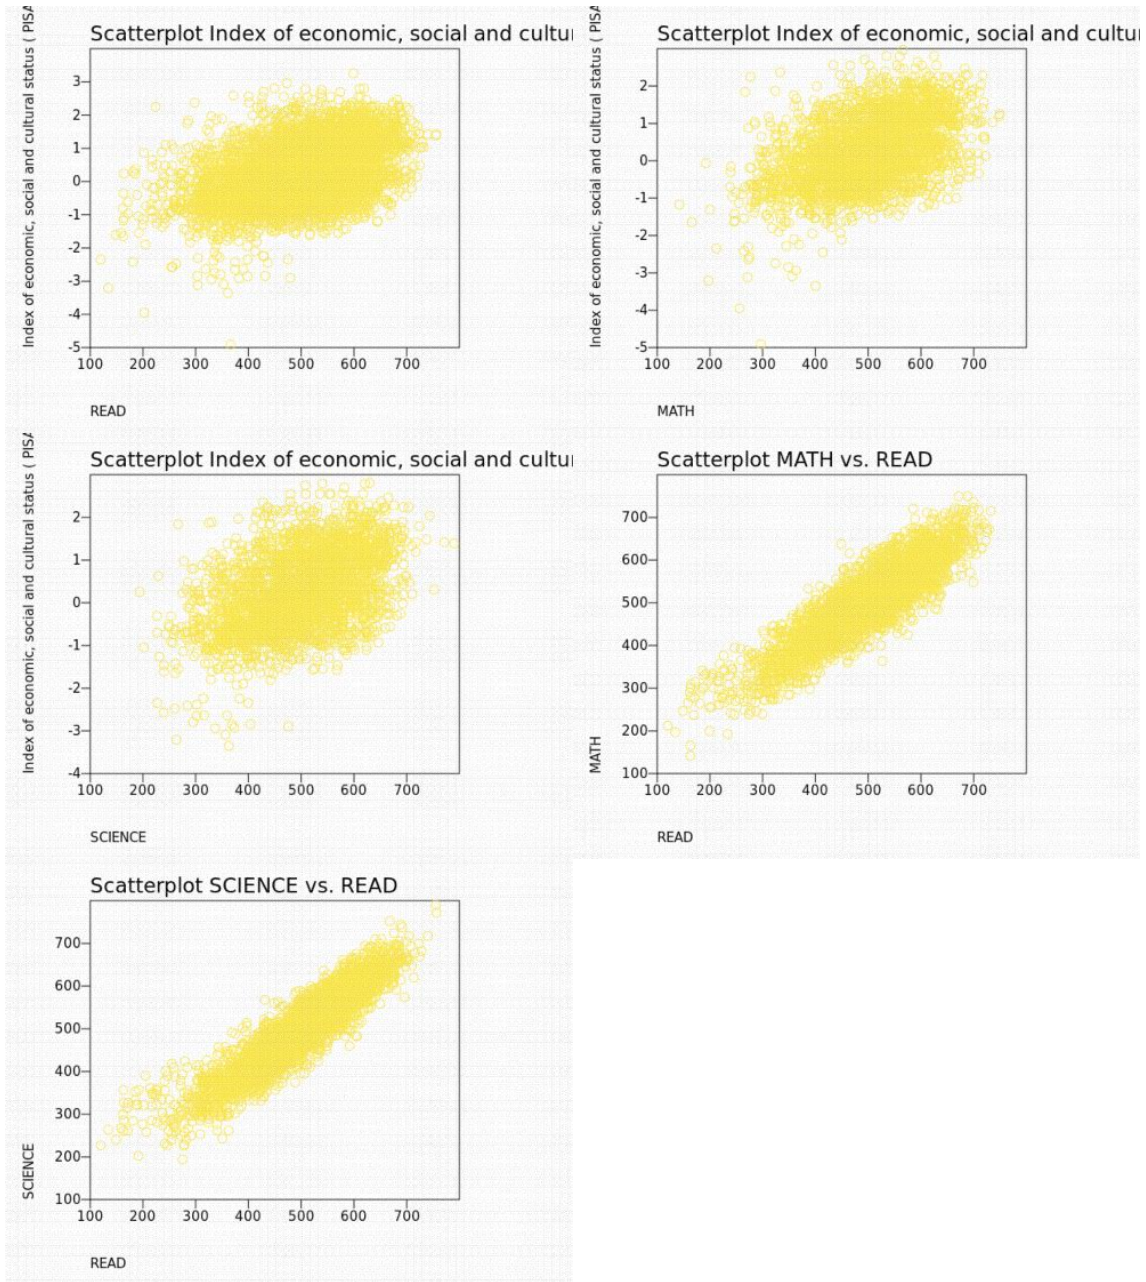 Scatterplot Index of economic, social and cultu
Index of economic, social and cultural status ( PISA
3
2
1
0
-1
-2
-3
-4
-5
100 200 300 400 500 600 700
READ
Scatterplot Index of economic, social and cultu
Index of economic, social and cultural status ( PISA
2
1
0
-1
-2
-3
-4
-5
100 200 300 400 500 600 700
MATH
Scatterplot Index of economic, social and cultu
Index of economic, social and cultural status ( PISA
2
1
0
-1
-2
-3
-4
100 200 300 400 500 600 700
SCIENCE
Scatterplot MATH vs. READ
MATH
700
600
500
400
300
200
100
100 200 300 400 500 600 700
READ
Scatterplot SCIENCE vs. READ
SCIENCE
700
600
500
400
300
200
100
100 200 300 400 500 600 700
READ